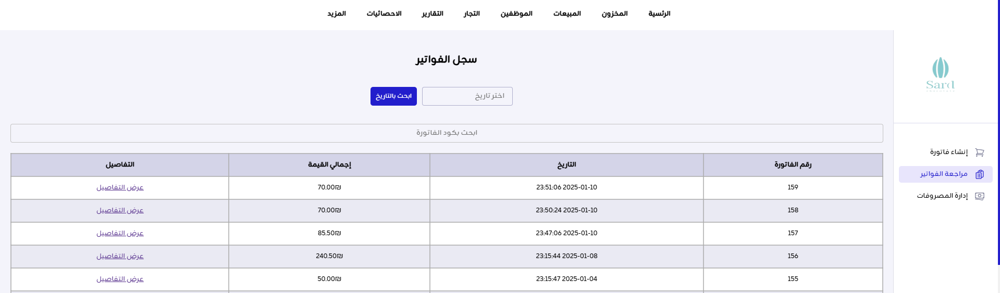 الرئسية المخزون المبيعات الموظفين التجار التقارير الاحصائيات المزيد
Sard
إنشاء فاتورة
مراجعة الفواتير
إدارة المصروفات
سجل الفواتير
اختر تاريخ ابحث بالتاريخ
ابحث بكود الفاتورة
رقم الفاتورة التاريخ إجمالي القيمة التفاصيل
159 2025-01-10 23:51:06 ₪70.00 عرض التفاصيل
158 2025-01-10 23:50:24 ₪70.00 عرض التفاصيل
157 2025-01-10 23:47:06 ₪85.50 عرض التفاصيل
156 2025-01-08 23:15:44 ₪240.50 عرض التفاصيل
155 2025-01-04 23:15:47 ₪50.00 عرض التفاصيل